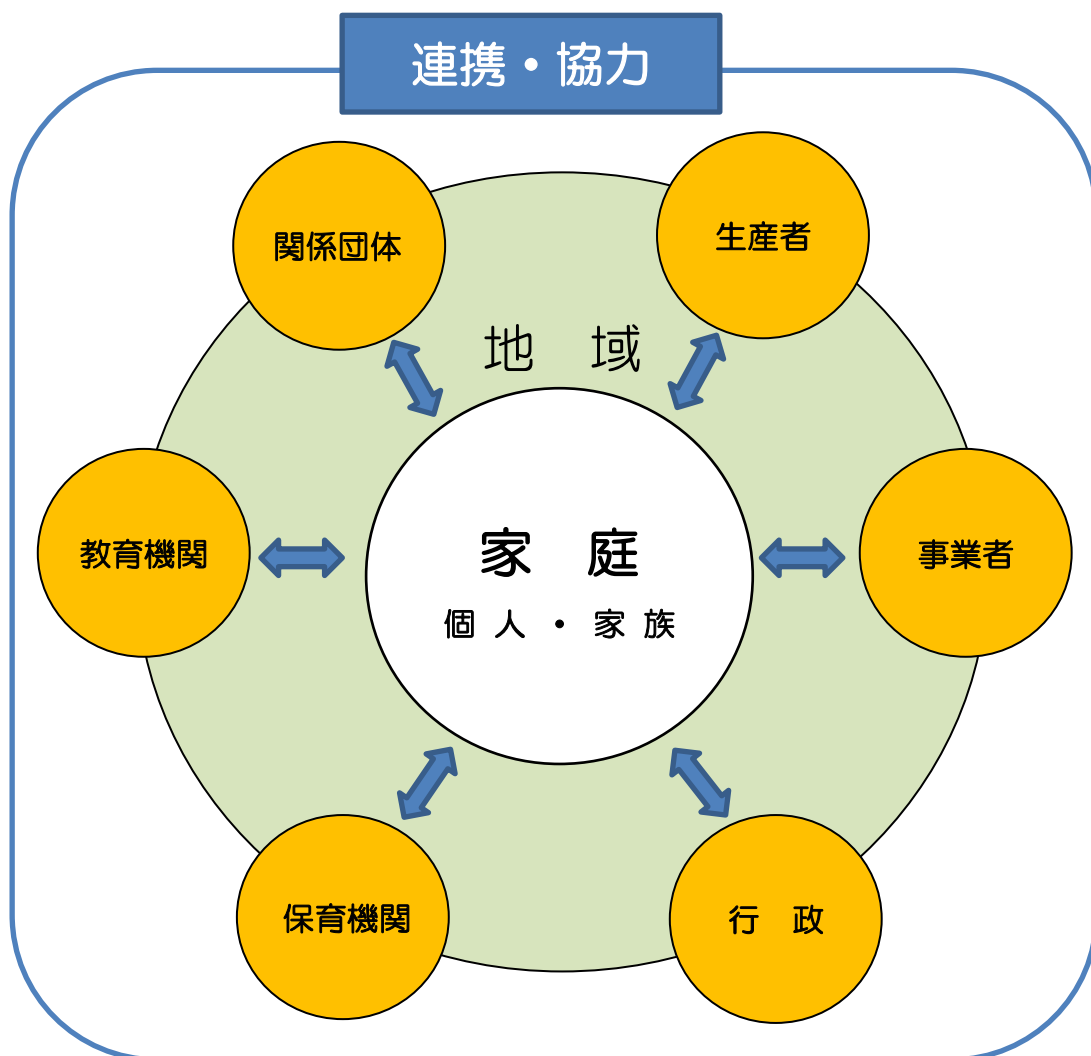 連携・協力
関係団体
生産者
地 域
教育機関
家 庭
個 人 ・ 家 族
事業者
保育機関
行 政